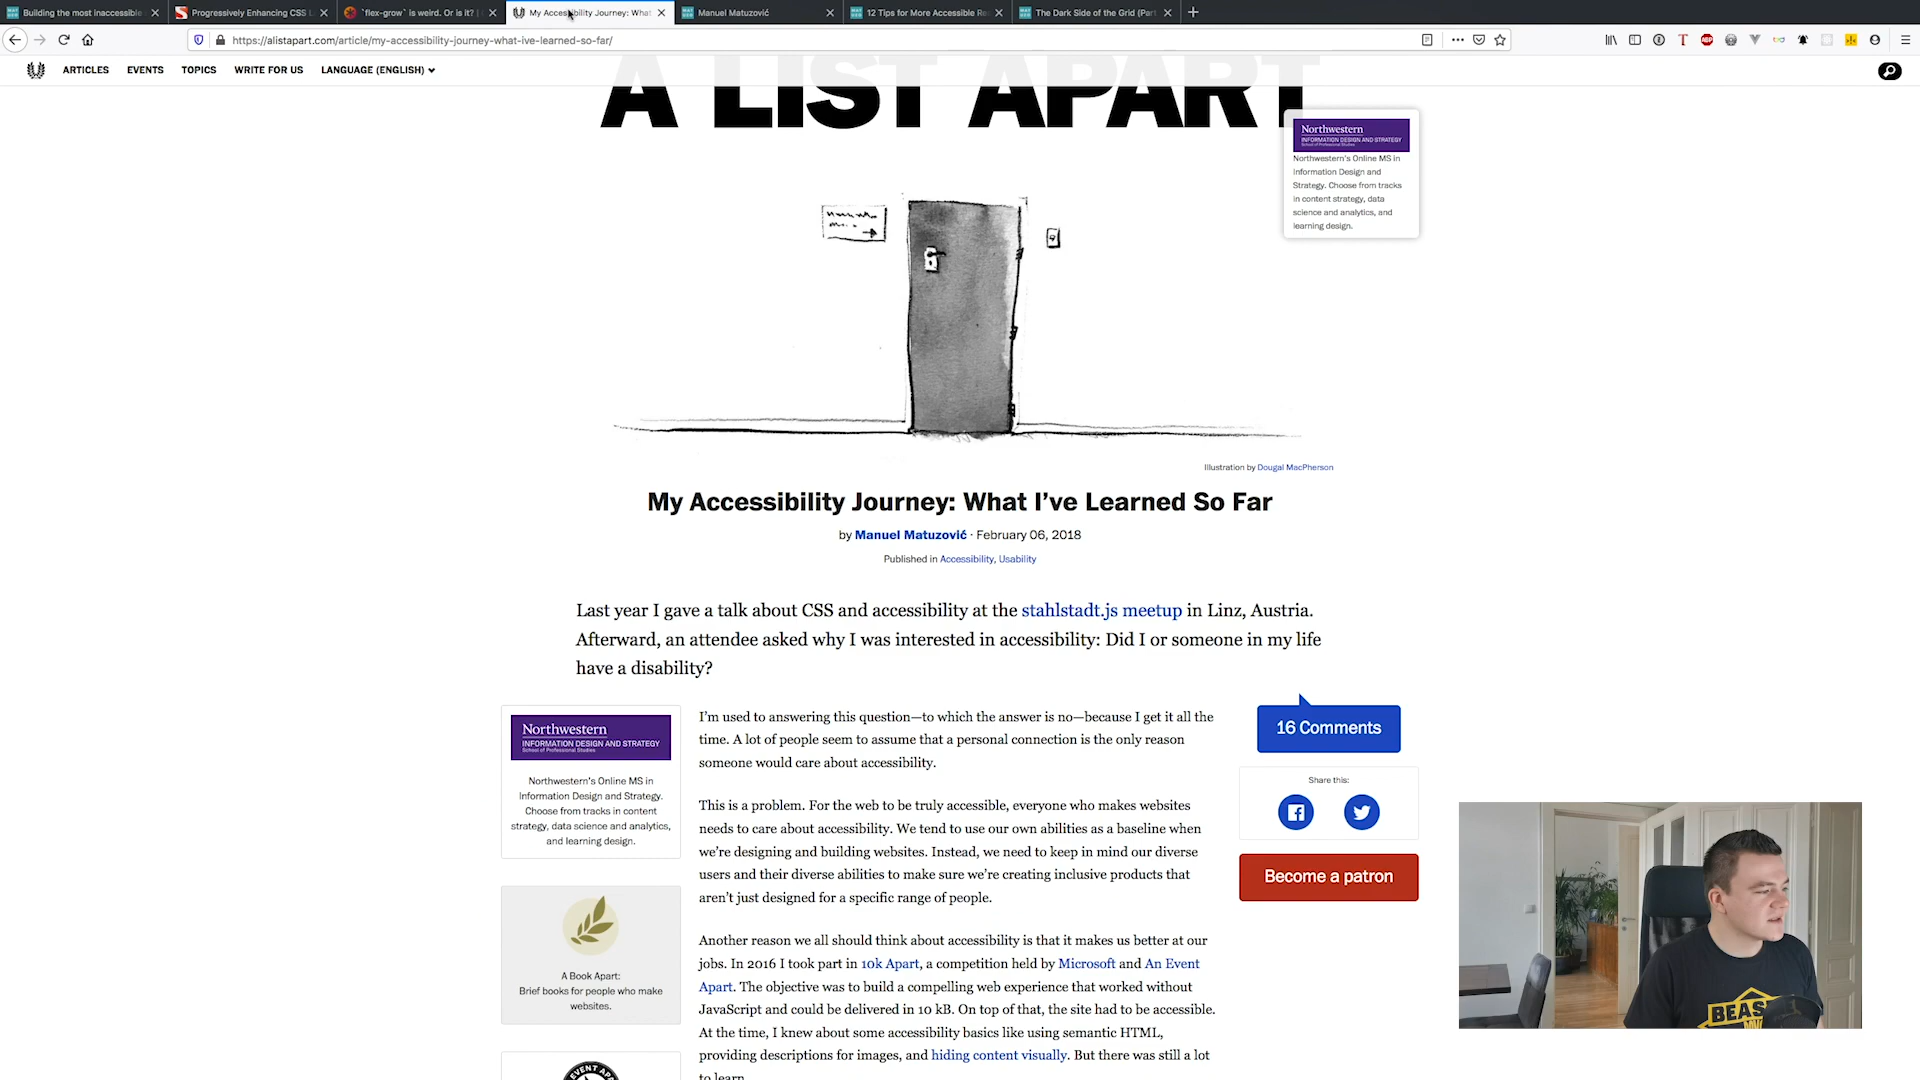 Building the most inaccessible
Progressively Enhancing CSS L
`flex-grow` is weird. Or is it? |
My Accessibility Journey: What
Manuel Matuzović
12 Tips for More Accessible Re
The Dark Side of the Grid (Part
https://alistapart.com/article/my-accessibility-journey-what-ive-learned-so-far/
ARTICLES
EVENTS
TOPICS
WRITE FOR US
LANGUAGE (ENGLISH)
A LIST APART
Northwestern
INFORMATION DESIGN AND STRATEGY
School of Professional Studies
Northwestern's Online MS in
Information Design and
Strategy. Choose from tracks
in content strategy, data
science and analytics, and
learning design.
Illustration by Dougal MacPherson
My Accessibility Journey: What I’ve Learned So Far
by Manuel Matuzović · February 06, 2018
Published in Accessibility, Usability
Last year I gave a talk about CSS and accessibility at the stahlstadt.js meetup in Linz, Austria.
Afterward, an attendee asked why I was interested in accessibility: Did I or someone in my life
have a disability?
Northwestern
INFORMATION DESIGN AND STRATEGY
School of Professional Studies
Northwestern's Online MS in
Information Design and Strategy.
Choose from tracks in content
strategy, data science and analytics,
and learning design.
A Book Apart:
Brief books for people who make
websites.
EVENT APA
I’m used to answering this question—to which the answer is no—because I get it all the
time. A lot of people seem to assume that a personal connection is the only reason
someone would care about accessibility.
This is a problem. For the web to be truly accessible, everyone who makes websites
needs to care about accessibility. We tend to use our own abilities as a baseline when
we’re designing and building websites. Instead, we need to keep in mind our diverse
users and their diverse abilities to make sure we’re creating inclusive products that
aren’t just designed for a specific range of people.
Another reason we all should think about accessibility is that it makes us better at our
jobs. In 2016 I took part in 10k Apart, a competition held by Microsoft and An Event
Apart. The objective was to build a compelling web experience that worked without
JavaScript and could be delivered in 10 kB. On top of that, the site had to be accessible.
At the time, I knew about some accessibility basics like using semantic HTML,
providing descriptions for images, and hiding content visually. But there was still a lot
to learn.
16 Comments
Share this:
Become a patron
BEAS